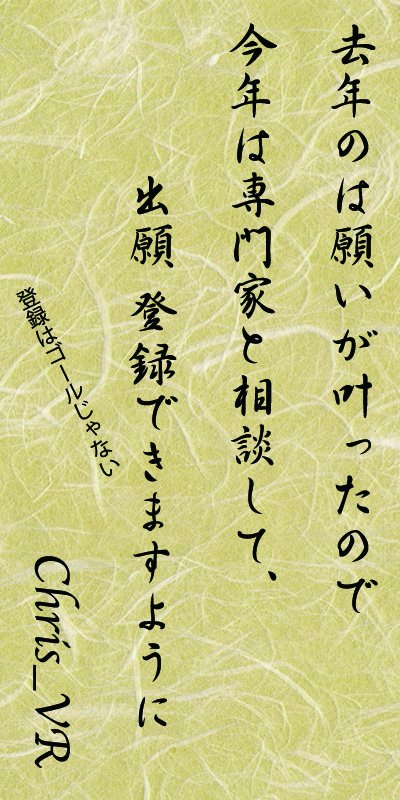 去年のは願いが叶ったので
今年は専門家と相談して、
出願 登録できますように
登録はゴールじゃない
Chris_VR